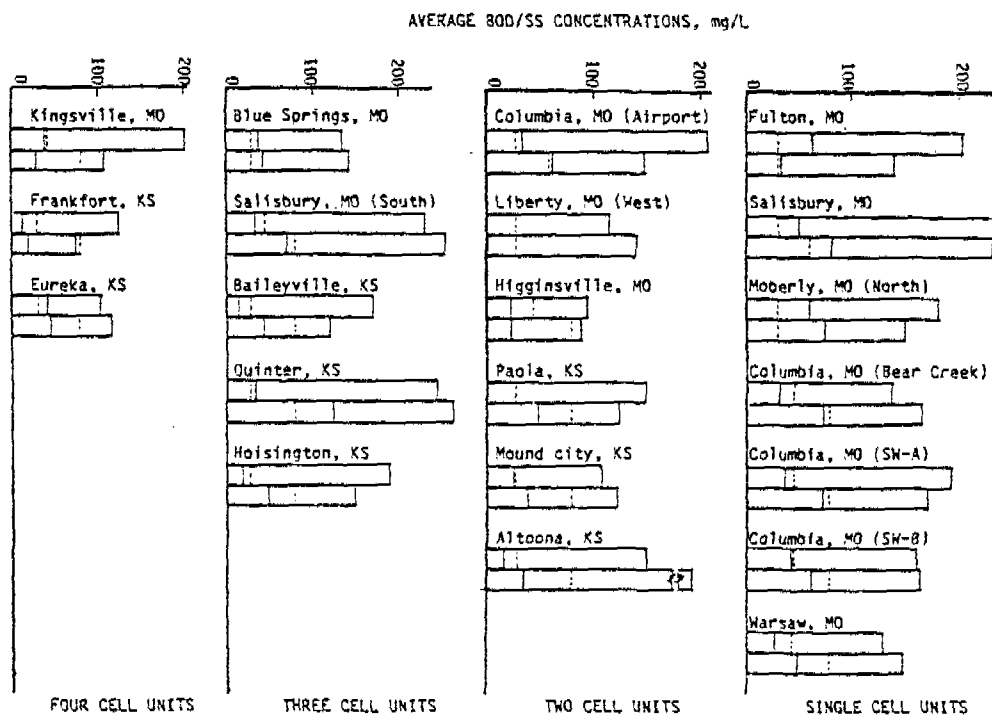 AVERAGE BOD/SS CONCENTRATIONS, mg/L
0 100 200
Kingsville, MO
Frankfort, KS
Eureka, KS
FOUR CELL UNITS
0 100 200
Blue Springs, MO
Salisbury, MO (South)
Baileyville, KS
Quinter, KS
Hoisington, KS
THREE CELL UNITS
0 100 200
Columbia, MO (Airport)
Liberty, MO (West)
Higginsville, MO
Paola, KS
Mound city, KS
Altoona, KS
TWO CELL UNITS
0 100 200
Fulton, MO
Salisbury, MO
Moberly, MO (North)
Columbia, MO (Bear Creek)
Columbia, MO (SW-A)
Columbia, MO (SW-B)
Warsaw, MO
SINGLE CELL UNITS